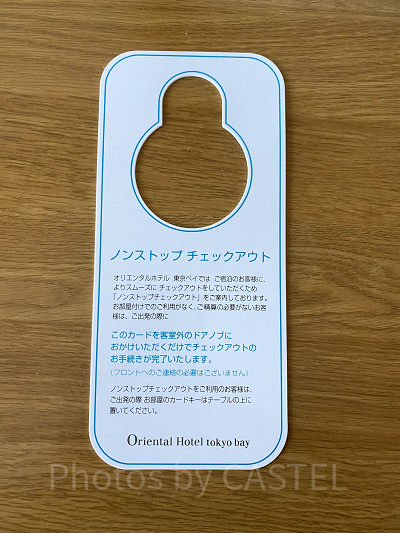 ノンストップ チェックアウト
オリエンタルホテル 東京ベイでは ご宿泊のお客様に、
よりスムーズに チェックアウトをしていただくため
「ノンストップチェックアウト」をご案内しております。
お部屋付けでのご利用がなく、ご精算の必要がないお客
様は、ご出発の際に
このカードを客室外のドアノブに
おかけいただくだけでチェックアウトの
お手続きが完了いたします。
(フロントへのご連絡の必要はございません)
ノンストップチェックアウトをご利用のお客様は、
ご出発の際 お部屋のカードキーはテーブルの上に
置いてください。
Oriental Hotel tokyo bay
Photos by CASTEL